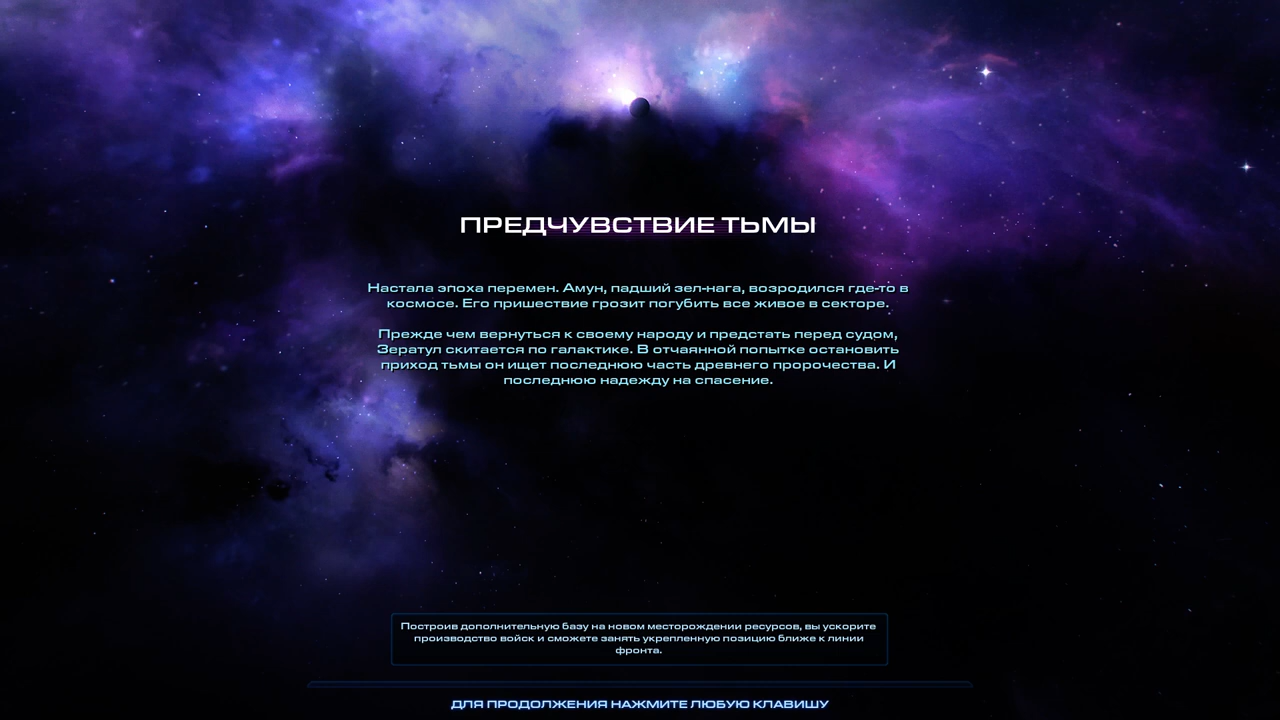 ПРЕДЧУВСТВИЕ ТЬМЫ
Настала эпоха перемен. Амун, падший зел-нага, возродился где-то в
космосе. Его пришествие грозит погубить все живое в секторе.
Прежде чем вернуться к своему народу и предстать перед судом,
Зератул скитается по галактике. В отчаянной попытке остановить
приход тьмы он ищет последнюю часть древнего пророчества. И
последнюю надежду на спасение.
Построив дополнительную базу на новом месторождении ресурсов, вы ускорите
производство войск и сможете занять укрепленную позицию ближе к линии
фронта.
ДЛЯ ПРОДОЛЖЕНИЯ НАЖМИТЕ ЛЮБУЮ КЛАВИШУ